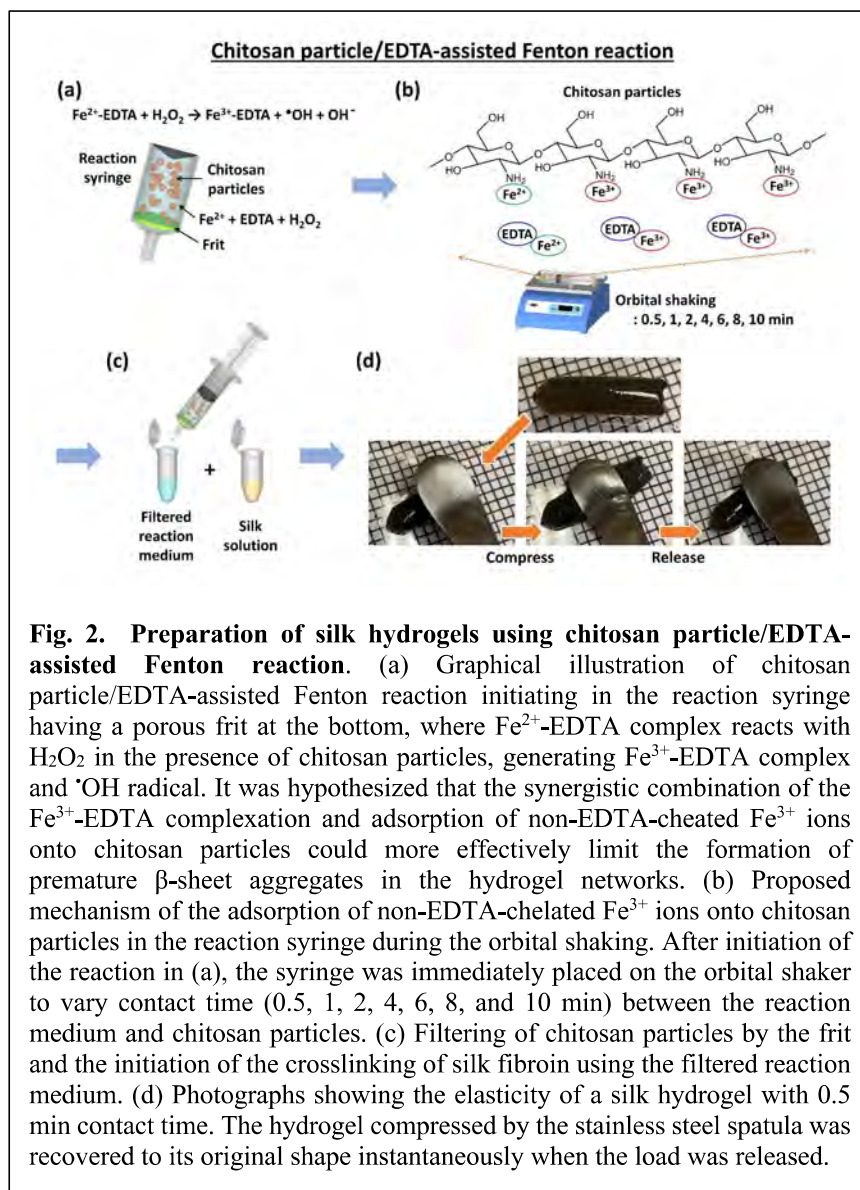 Chitosan particle/EDTA-assisted Fenton reaction
(a)
Fe²⁺-EDTA + H₂O₂ → Fe³⁺-EDTA + •OH + OH⁻
Reaction
syringe
Chitosan
particles
Fe²⁺ + EDTA + H₂O₂
Frit
(b)
Chitosan particles
OH OH OH OH
O O O O O
HO HO HO HO
NH₂ NH₂ NH₂ NH₂
Fe²⁺ Fe³⁺ Fe³⁺ Fe³⁺
EDTA Fe²⁺ EDTA Fe³⁺ EDTA Fe³⁺
Orbital shaking
: 0.5, 1, 2, 4, 6, 8, 10 min
(c)
+
Filtered
reaction
medium
Silk
solution
(d)
Compress Release
Fig. 2. Preparation of silk hydrogels using chitosan particle/EDTA-
assisted Fenton reaction. (a) Graphical illustration of chitosan
particle/EDTA-assisted Fenton reaction initiating in the reaction syringe
having a porous frit at the bottom, where Fe²⁺-EDTA complex reacts with
H₂O₂ in the presence of chitosan particles, generating Fe³⁺-EDTA complex
and •OH radical. It was hypothesized that the synergistic combination of the
Fe³⁺-EDTA complexation and adsorption of non-EDTA-cheated Fe³⁺ ions
onto chitosan particles could more effectively limit the formation of
premature β-sheet aggregates in the hydrogel networks. (b) Proposed
mechanism of the adsorption of non-EDTA-chelated Fe³⁺ ions onto chitosan
particles in the reaction syringe during the orbital shaking. After initiation of
the reaction in (a), the syringe was immediately placed on the orbital shaker
to vary contact time (0.5, 1, 2, 4, 6, 8, and 10 min) between the reaction
medium and chitosan particles. (c) Filtering of chitosan particles by the frit
and the initiation of the crosslinking of silk fibroin using the filtered reaction
medium. (d) Photographs showing the elasticity of a silk hydrogel with 0.5
min contact time. The hydrogel compressed by the stainless steel spatula was
recovered to its original shape instantaneously when the load was released.